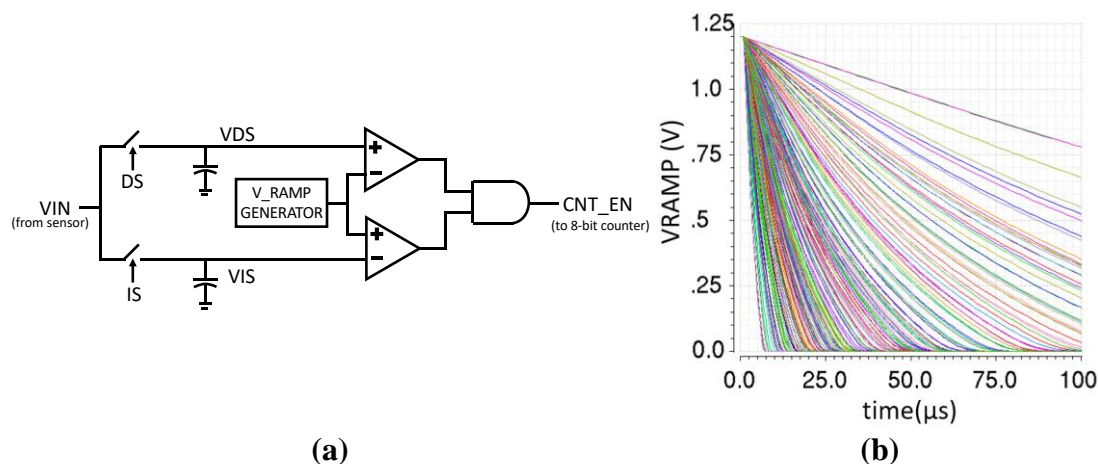 VDS
DS
V_RAMP
GENERATOR
VIN
(from sensor)
CNT_EN
(to 8-bit counter)
IS
VIS
+
-
+
-
(a)
VRAMP (V)
1.25
1.0
.75
.5
.25
0.0
0.0 25.0 50.0 75.0 100
time(μs)
(b)